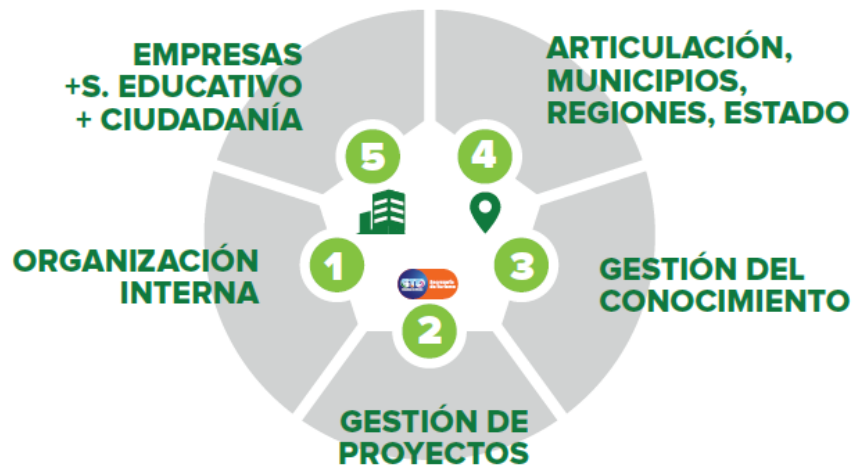 EMPRESAS
+S. EDUCATIVO
+ CIUDADANÍA
ARTICULACIÓN,
MUNICIPIOS,
REGIONES, ESTADO
5
4
ORGANIZACIÓN
INTERNA
1
3
GESTIÓN DEL
CONOCIMIENTO
2
GESTIÓN DE
PROYECTOS